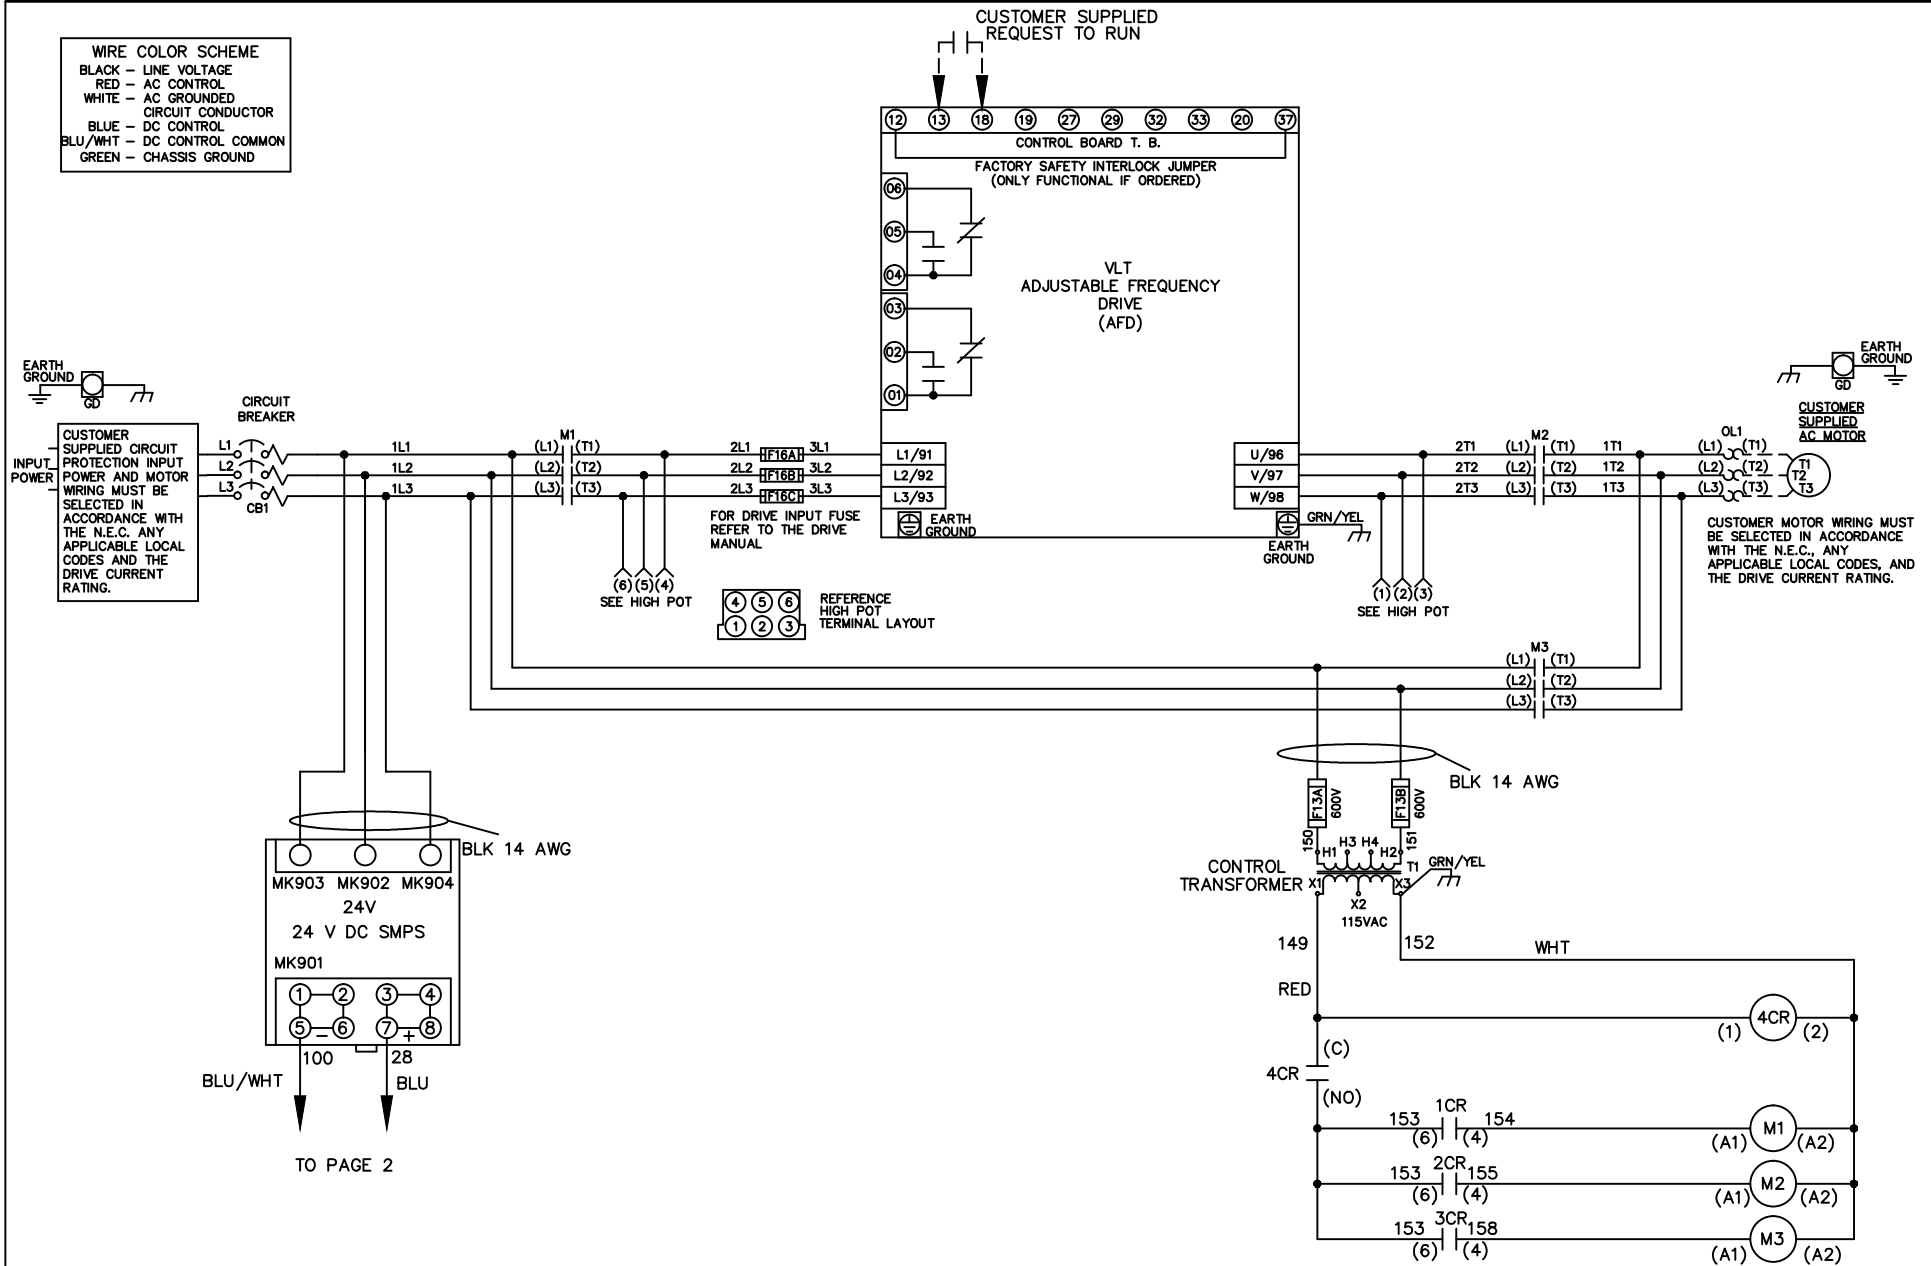 CUSTOMER SUPPLIED
REQUEST TO RUN
WIRE COLOR SCHEME
BLACK – LINE VOLTAGE
RED – AC CONTROL
WHITE – AC GROUNDED
CIRCUIT CONDUCTOR
BLUE – DC CONTROL
BLU/WHT – DC CONTROL COMMON
GREEN – CHASSIS GROUND
12 13 18 19 27 29 32 33 20 37
CONTROL BOARD T. B.
FACTORY SAFETY INTERLOCK JUMPER
(ONLY FUNCTIONAL IF ORDERED)
06
05
04
03
02
01
VLT
ADJUSTABLE FREQUENCY
DRIVE
(AFD)
EARTH
GROUND
GD
CIRCUIT
BREAKER
INPUT
POWER
CUSTOMER
SUPPLIED CIRCUIT
PROTECTION INPUT
POWER AND MOTOR
WIRING MUST BE
SELECTED IN
ACCORDANCE WITH
THE N.E.C. ANY
APPLICABLE LOCAL
CODES AND THE
DRIVE CURRENT
RATING.
L1
L2
L3
CB1
1L1
1L2
1L3
M1
(L1) (T1)
(L2) (T2)
(L3) (T3)
2L1 F16A 3L1
2L2 F16B 3L2
2L3 F16C 3L3
FOR DRIVE INPUT FUSE
REFER TO THE DRIVE
MANUAL
L1/91
L2/92
L3/93
EARTH
GROUND
(6) (5) (4)
SEE HIGH POT
4 5 6
1 2 3
REFERENCE
HIGH POT
TERMINAL LAYOUT
U/96
V/97
W/98
GRN/YEL
EARTH
GROUND
2T1
2T2
2T3
(1) (2) (3)
SEE HIGH POT
M2
(L1) (T1)
(L2) (T2)
(L3) (T3)
1T1
1T2
1T3
OL1
(L1) (T1)
(L2) (T2)
(L3) (T3)
T1
T2
T3
EARTH
GROUND
GD
CUSTOMER
SUPPLIED
AC MOTOR
CUSTOMER MOTOR WIRING MUST
BE SELECTED IN ACCORDANCE
WITH THE N.E.C., ANY
APPLICABLE LOCAL CODES, AND
THE DRIVE CURRENT RATING.
M3
(L1) (T1)
(L2) (T2)
(L3) (T3)
BLK 14 AWG
MK903 MK902 MK904
24V
24 V DC SMPS
MK901
1 2 3 4
5 – 6 7 + 8
100 28
BLU/WHT BLU
TO PAGE 2
BLK 14 AWG
F13A 600V F13B 600V
150 151
H1 H3 H4 H2
T1
GRN/YEL
CONTROL
TRANSFORMER
X1 X2 X3
115VAC
149 152 WHT
RED
(1) 4CR (2)
(C)
4CR
(NO)
153 1CR 154
(6) (4)
(A1) M1 (A2)
153 2CR 155
(6) (4)
(A1) M2 (A2)
153 3CR 158
(6) (4)
(A1) M3 (A2)